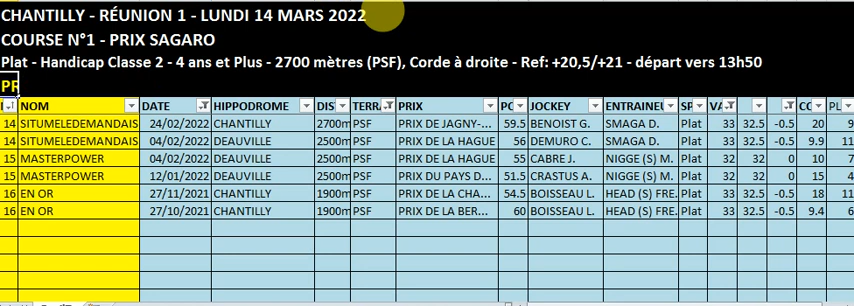 CHANTILLY - RÉUNION 1 - LUNDI 14 MARS 2022
COURSE N°1 - PRIX SAGARO
Plat - Handicap Classe 2 - 4 ans et Plus - 2700 mètres (PSF), Corde à droite - Ref: +20,5/+21 - départ vers 13h50
PR
NOM DATE HIPPODROME DIS TERRA PRIX PO JOCKEY ENTRAINEU SP VA CO PL
14 SITUMELEDEMANDAIS 24/02/2022 CHANTILLY 2700m PSF PRIX DE JAGNY-... 59.5 BENOIST G. SMAGA D. Plat 33 32.5 -0.5 20 9
14 SITUMELEDEMANDAIS 04/02/2022 DEAUVILLE 2500m PSF PRIX DE LA HAGUE 56 DEMURO C. SMAGA D. Plat 33 32.5 -0.5 9.9 11
15 MASTERPOWER 04/02/2022 DEAUVILLE 2500m PSF PRIX DE LA HAGUE 55 CABRE J. NIGGE (S) M. Plat 32 32 0 10 7
15 MASTERPOWER 12/01/2022 DEAUVILLE 2500m PSF PRIX DU PAYS D... 51.5 CRASTUS A. NIGGE (S) M. Plat 32 32 0 15 4
16 EN OR 27/11/2021 CHANTILLY 1900m PSF PRIX DE LA CHA... 54.5 BOISSEAU L. HEAD (S) FRE. Plat 33 32.5 -0.5 18 11
16 EN OR 27/10/2021 CHANTILLY 1900m PSF PRIX DE LA BER... 60 BOISSEAU L. HEAD (S) FRE. Plat 33 32.5 -0.5 9.4 6